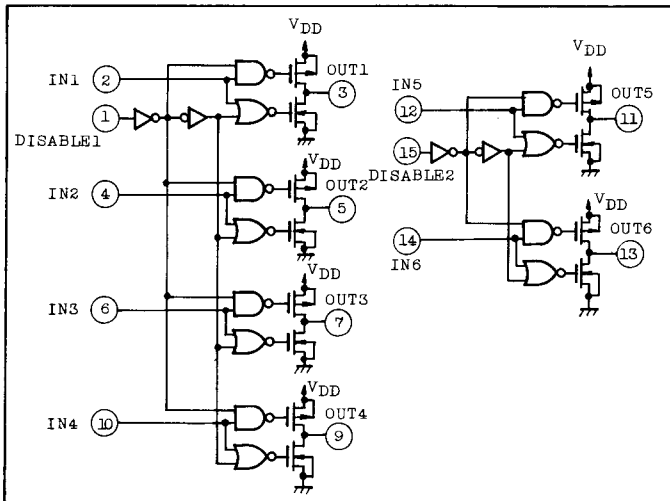 VDD
IN1 2
OUT1
3
1
DISABLE1
VDD
IN2 4
OUT2
5
VDD
IN3 6
OUT3
7
VDD
IN4 10
OUT4
9
VDD
IN5
12
OUT5
11
15
DISABLE2
VDD
14
IN6
OUT6
13